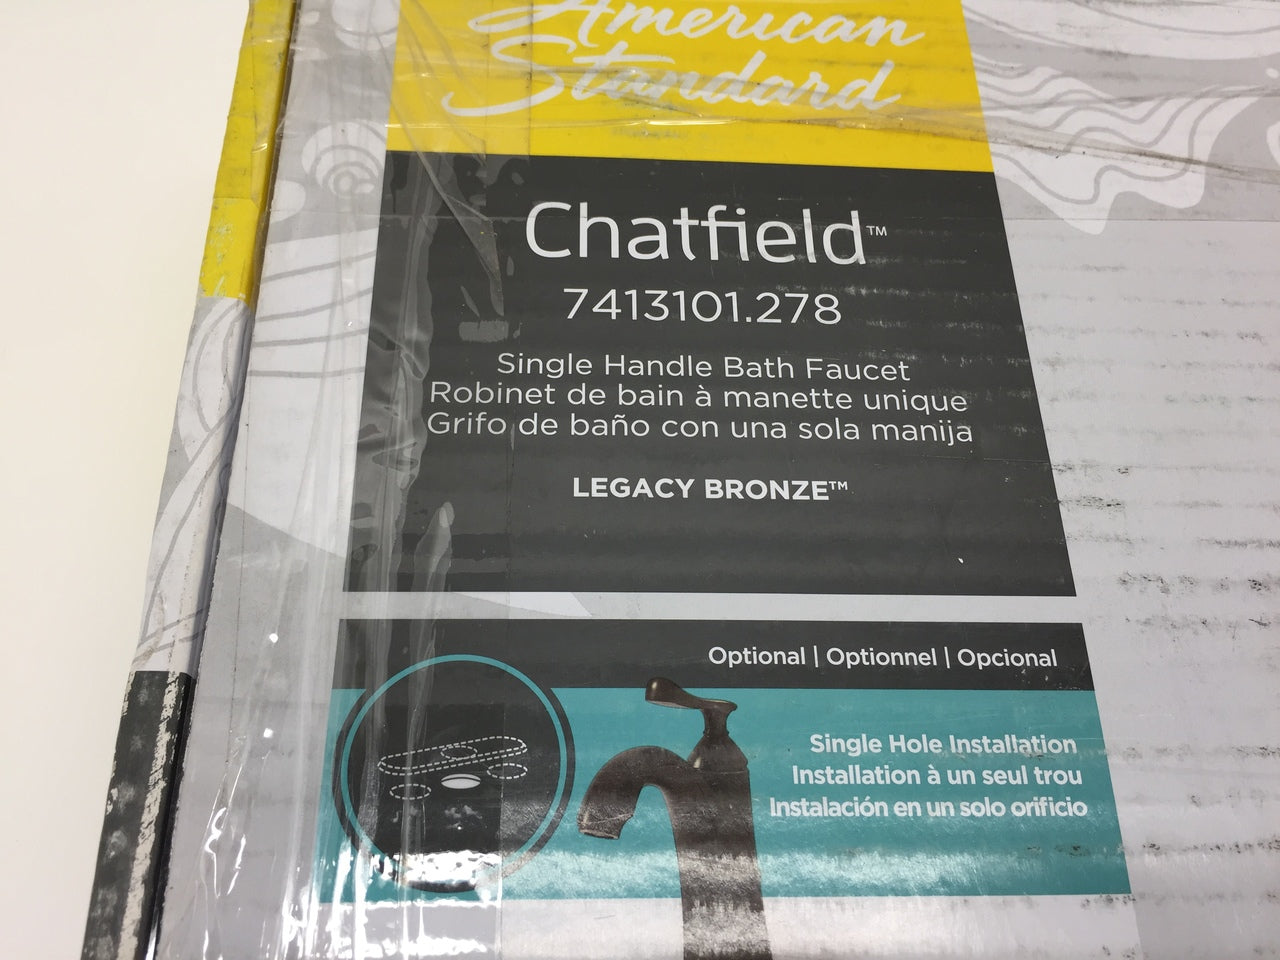 American
Standard
Chatfield™
7413101.278
Single Handle Bath Faucet
Robinet de bain à manette unique
Grifo de baño con una sola manija
LEGACY BRONZE™
Optional | Optionnel | Opcional
Single Hole Installation
Installation à un seul trou
Instalación en un solo orificio